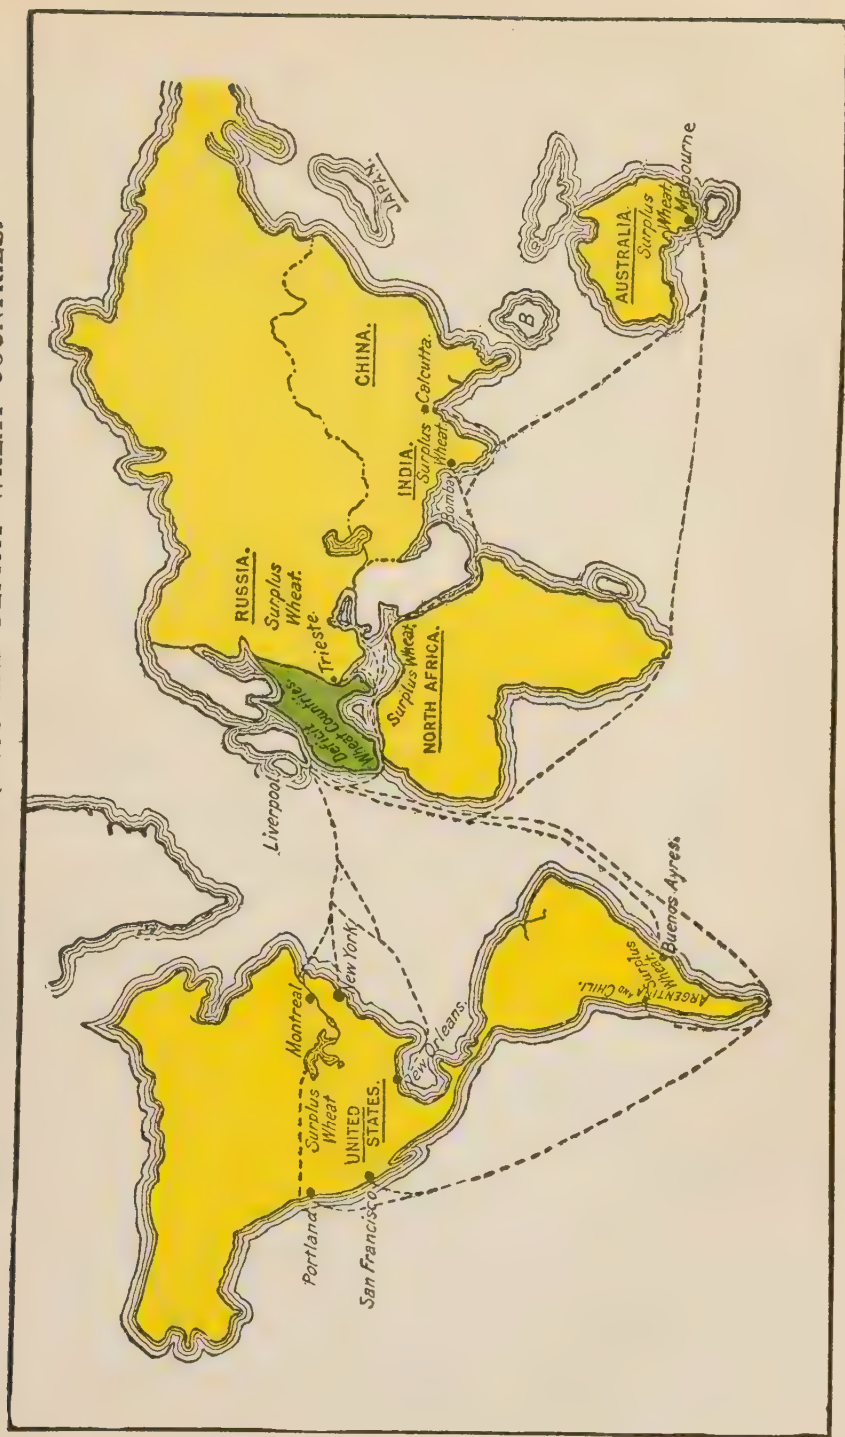 WHEAT COUNTRIES.
Portland
San Francisco
Montreal
New York
Surplus
Wheat
UNITED
STATES.
New Orleans.
Surplus
Wheat.
ARGENTINA AND CHILI.
Buenos Ayres.
Liverpool
Deficit
Wheat Countries.
Trieste.
RUSSIA.
Surplus
Wheat.
Surplus Wheat,
NORTH AFRICA.
CHINA.
INDIA.
Surplus
Wheat.
Calcutta.
Bombay
JAPAN.
B
AUSTRALIA.
Surplus
Wheat.
Melbourne